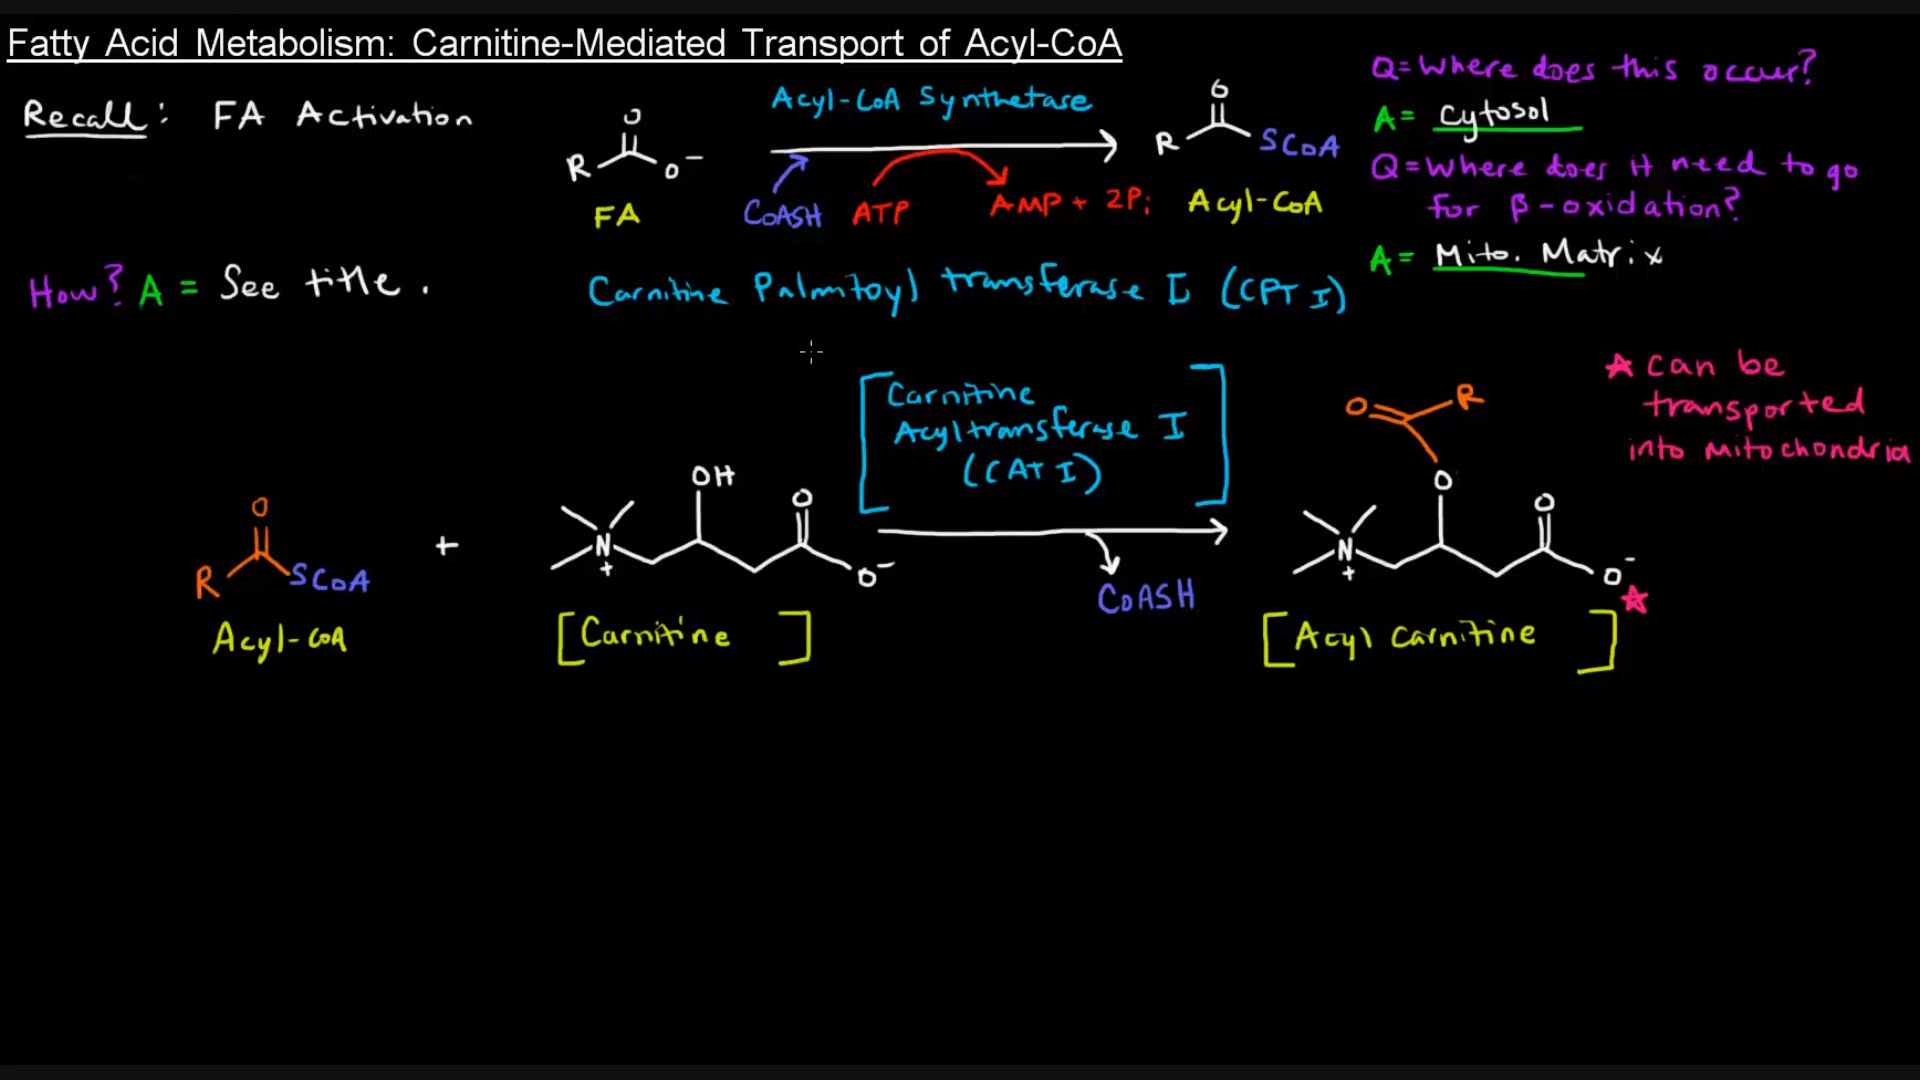 Fatty Acid Metabolism: Carnitine-Mediated Transport of Acyl-CoA
Recall: FA Activation
O
R O⁻
FA
Acyl-CoA Synthetase
CoASH ATP AMP + 2Pi
O
R SCoA
Acyl-CoA
Q=Where does this occur?
A= Cytosol
Q=Where does it need to go
for β-oxidation?
A= Mito. Matrix
How? A = See title.
Carnitine Palmitoyl transferase I (CPT I)
O
R SCoA
Acyl-CoA
+
OH
O
N
+
O⁻
[Carnitine]
[Carnitine
Acyltransferase I
(CAT I)]
CoASH
O R
O
O
N
+
O⁻
★
[Acyl carnitine]
★ can be
transported
into mitochondria